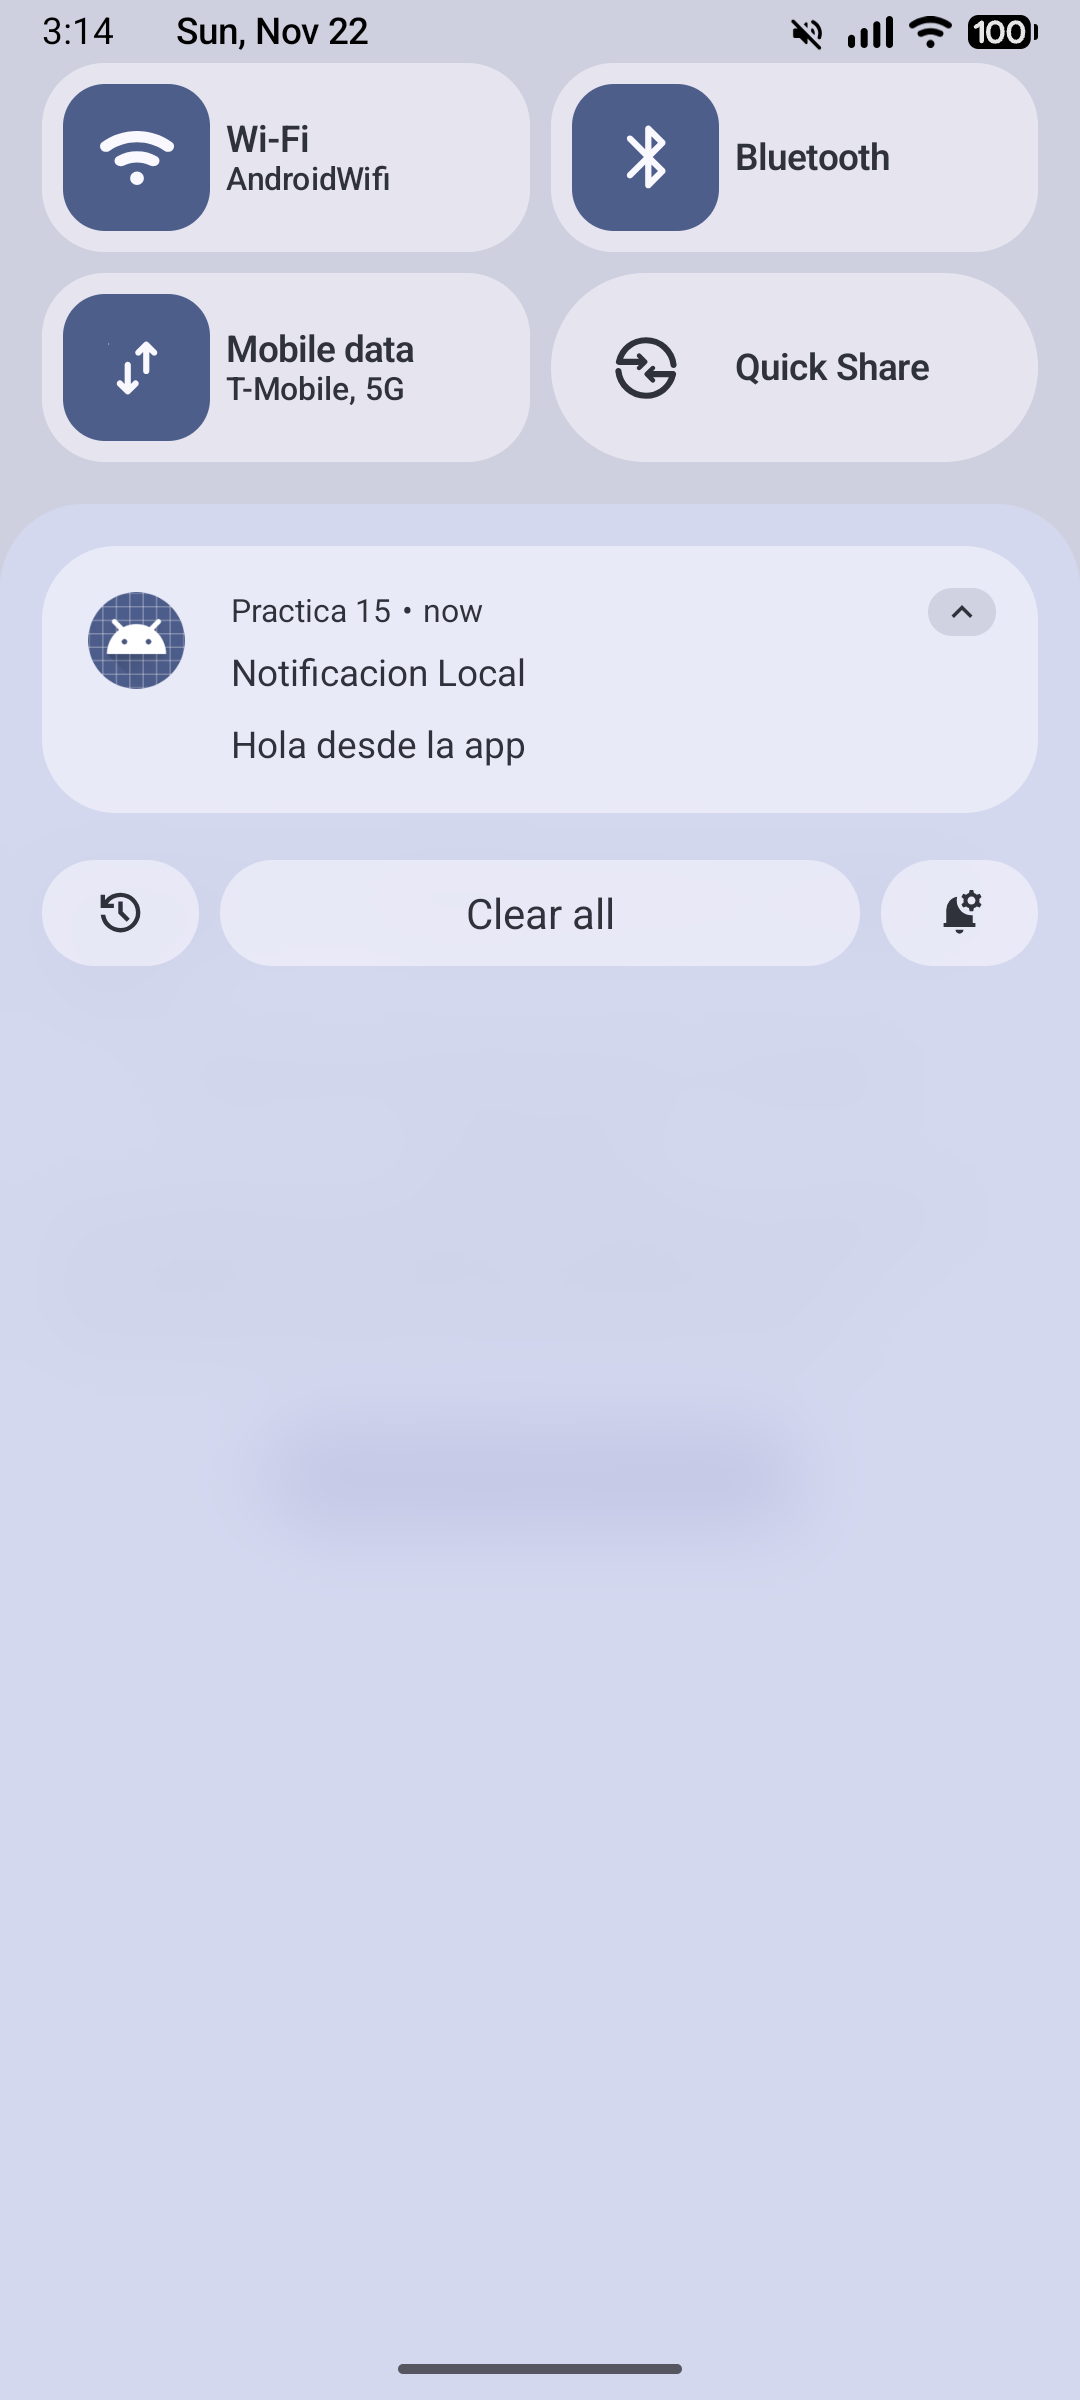 3:14 Sun, Nov 22 100
Wi-Fi
AndroidWifi
Bluetooth
Mobile data
T-Mobile, 5G
Quick Share
Practica 15 • now
Notificacion Local
Hola desde la app
Clear all